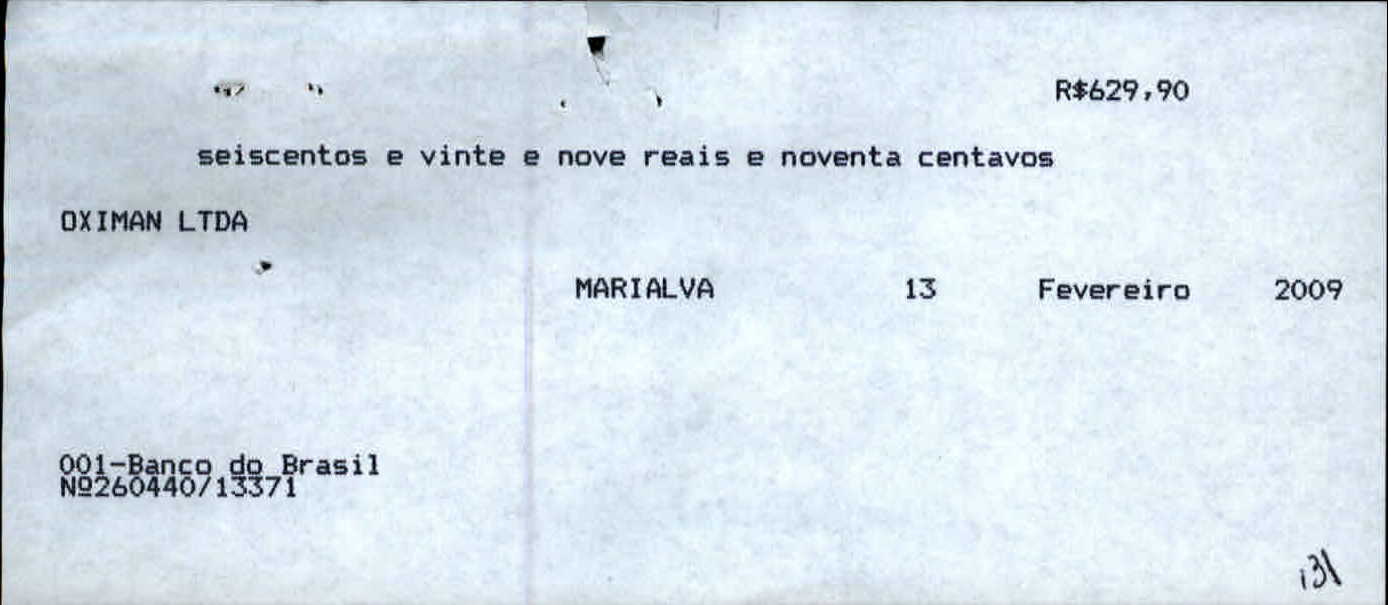 R$629,90
seiscentos e vinte e nove reais e noventa centavos
OXIMAN LTDA
MARIALVA 13 Fevereiro 2009
001-Banco do Brasil
Nº260440/13371
131